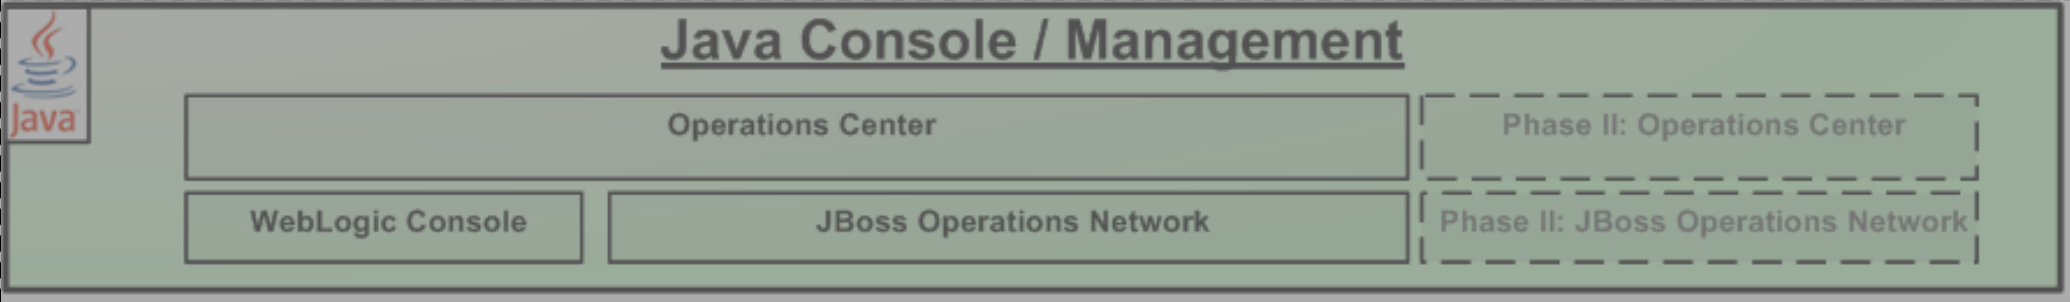 Java Console / Management
Java
Operations Center
Phase II: Operations Center
WebLogic Console
JBoss Operations Network
Phase II: JBoss Operations Network